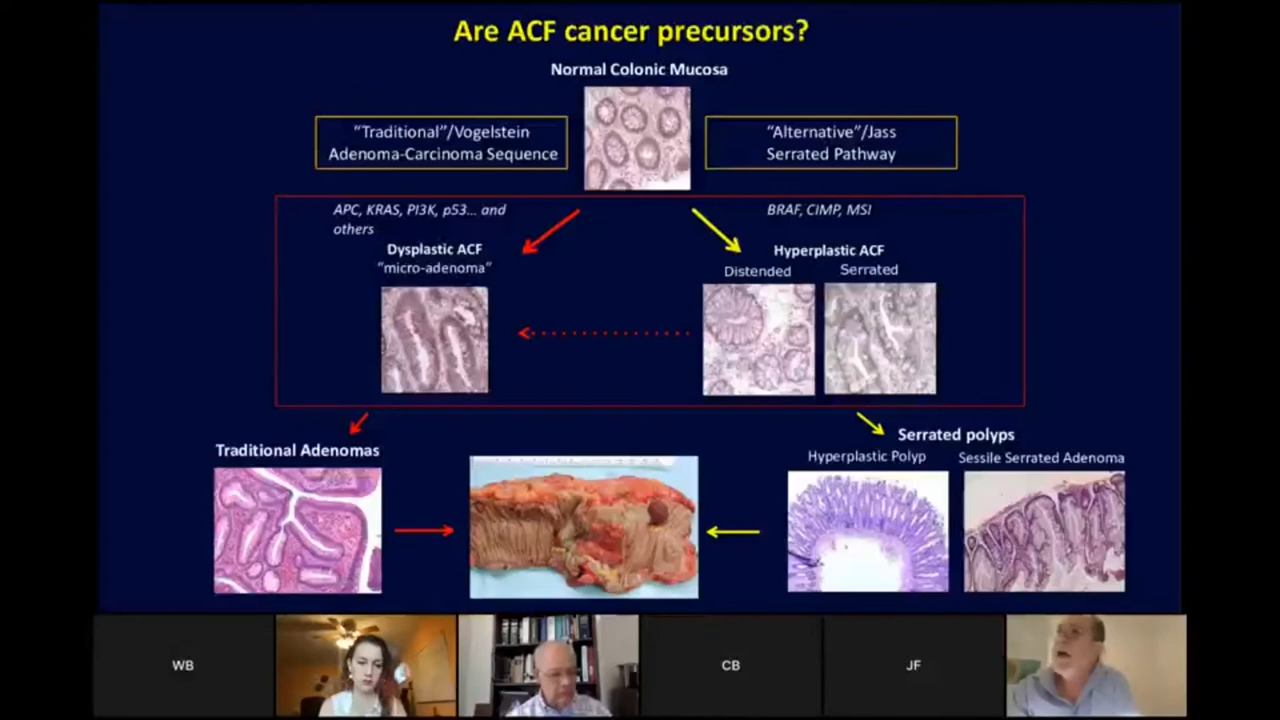 Are ACF cancer precursors?
Normal Colonic Mucosa
“Traditional”/Vogelstein
Adenoma-Carcinoma Sequence
“Alternative”/Jass
Serrated Pathway
APC, KRAS, PI3K, p53... and
others
BRAF, CIMP, MSI
Dysplastic ACF
“micro-adenoma”
Hyperplastic ACF
Distended
Serrated
Traditional Adenomas
Serrated polyps
Hyperplastic Polyp
Sessile Serrated Adenoma
WB
CB
JF